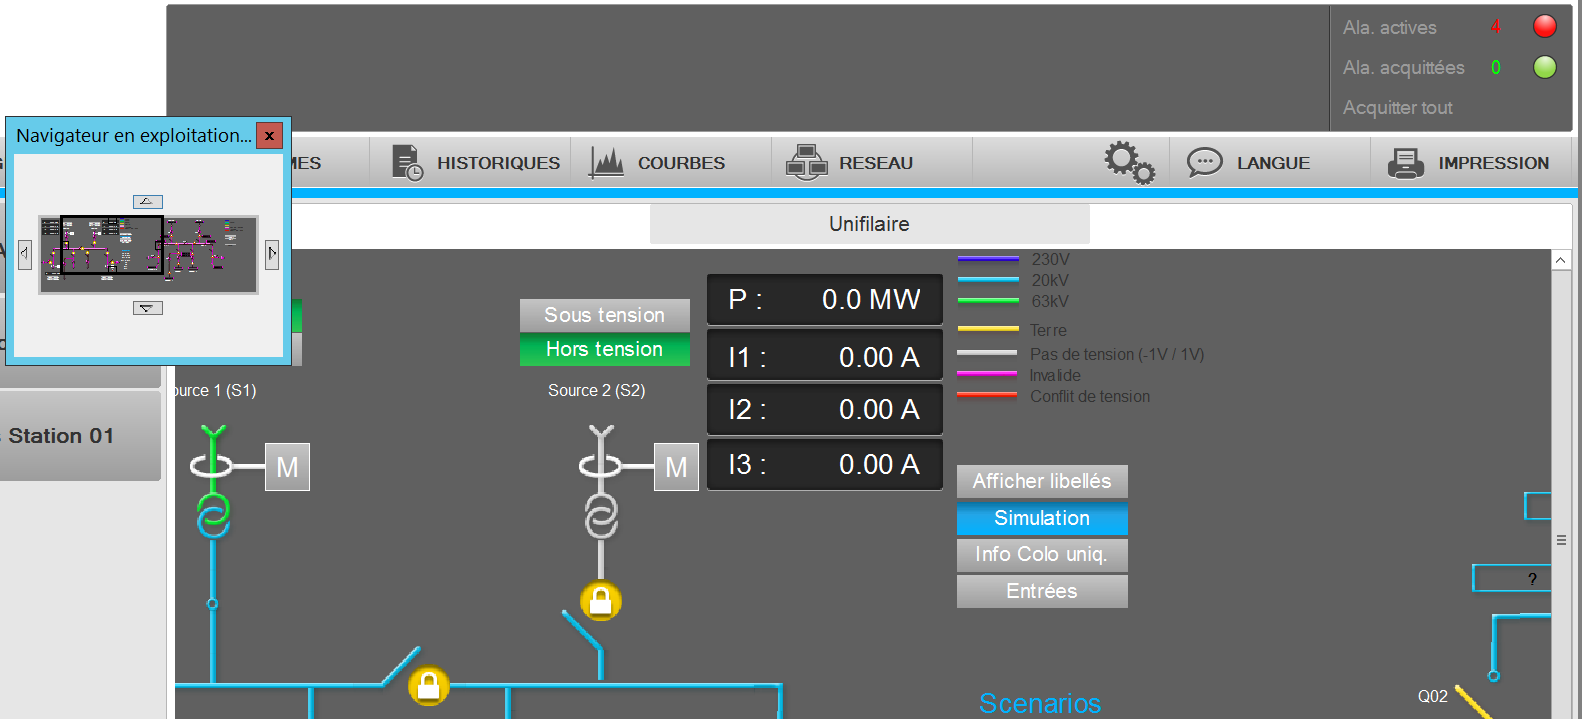 Ala. actives 4
Ala. acquittées 0
Acquitter tout
Navigateur en exploitation... x
MES
HISTORIQUES
COURBES
RESEAU
LANGUE
IMPRESSION
Unifilaire
230V
20kV
63kV
Terre
Pas de tension (-1V / 1V)
Invalide
Conflit de tension
Sous tension
Hors tension
P : 0.0 MW
I1 : 0.00 A
I2 : 0.00 A
I3 : 0.00 A
ource 1 (S1)
Source 2 (S2)
Station 01
M
M
Afficher libellés
Simulation
Info Colo uniq.
Entrées
?
Q02
Scenarios